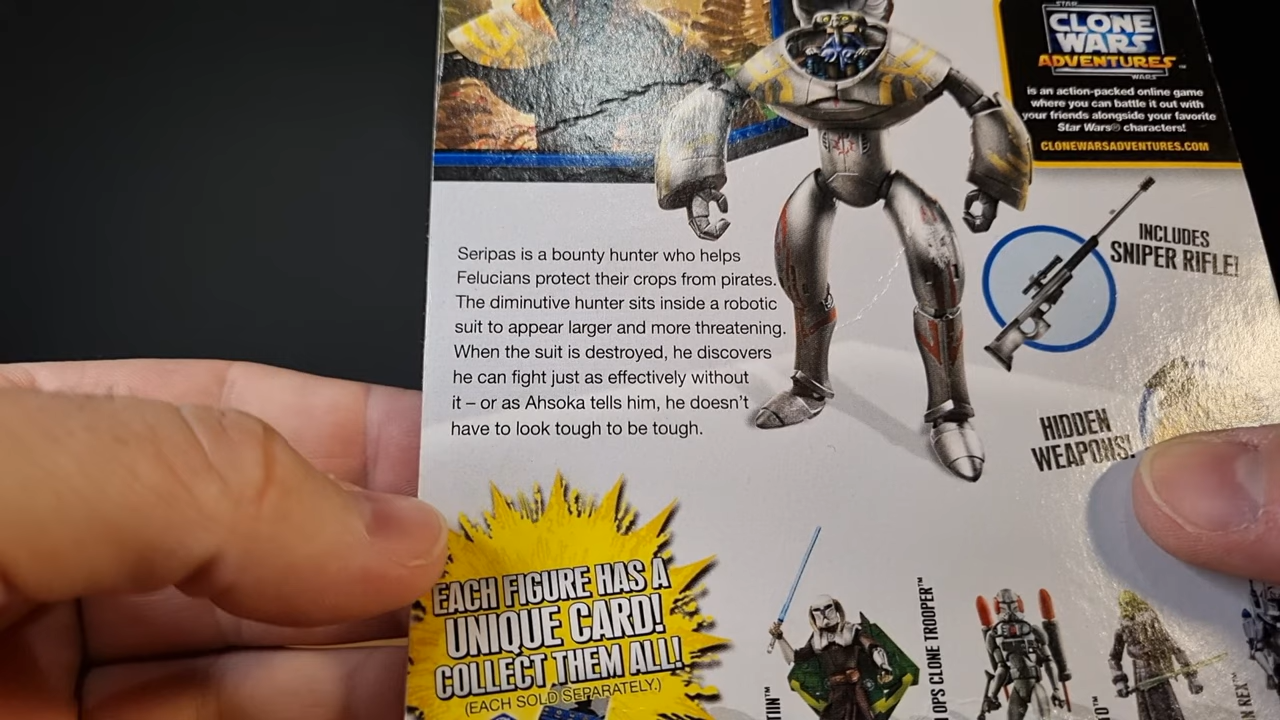 STAR
CLONE
WARS
ADVENTURES™
WARS
is an action-packed online game
where you can battle it out with
your friends alongside your favorite
Star Wars® characters!
CLONEWARSADVENTURES.COM
INCLUDES
SNIPER RIFLE!
Seripas is a bounty hunter who helps
Felucians protect their crops from pirates.
The diminutive hunter sits inside a robotic
suit to appear larger and more threatening.
When the suit is destroyed, he discovers
he can fight just as effectively without
it – or as Ahsoka tells him, he doesn't
have to look tough to be tough.
HIDDEN
WEAPONS!
EACH FIGURE HAS A
UNIQUE CARD!
COLLECT THEM ALL!
(EACH SOLD SEPARATELY.)
OPS CLONE TROOPER™
REX™